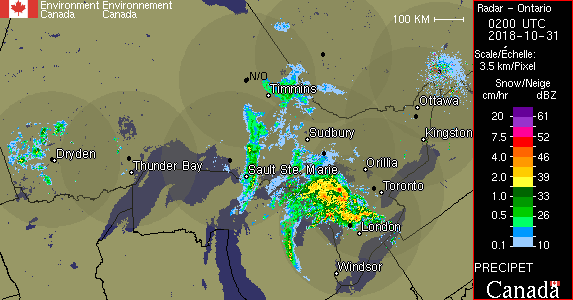 Environment Environnement
Canada Canada
Radar - Ontario
0200 UTC
2018-10-31
100 KM
Scale/Échelle:
3.5 km/Pixel
N/O
Timmins
Snow/Neige
cm/hr dBZ
Ottawa
20 61
7.5 57
5.0 52
4.0 46
2.0 39
1.0 33
0.5 26
0.1 10
Sudbury
Kingston
Dryden
Thunder Bay
Sault Ste. Marie
Orillia
Toronto
London
Windsor
PRECIPET
Canada